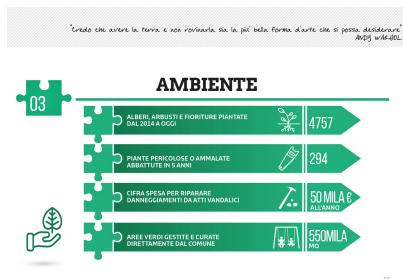 "Credo che avere la terra e non rovinarla sia la piu' bella forma d'arte che si possa desiderare"
ANDY WARHOL
AMBIENTE
03
ALBERI, ARBUSTI E FIORITURE PIANTATE
DAL 2014 A OGGI
4757
PIANTE PERICOLOSE O AMMALATE
ABBATTUTE IN 5 ANNI
294
CIFRA SPESA PER RIPARARE
DANNEGGIAMENTI DA ATTI VANDALICI
50 MILA €
ALL'ANNO
AREE VERDI GESTITE E CURATE
DIRETTAMENTE DAL COMUNE
550MILA
MQ